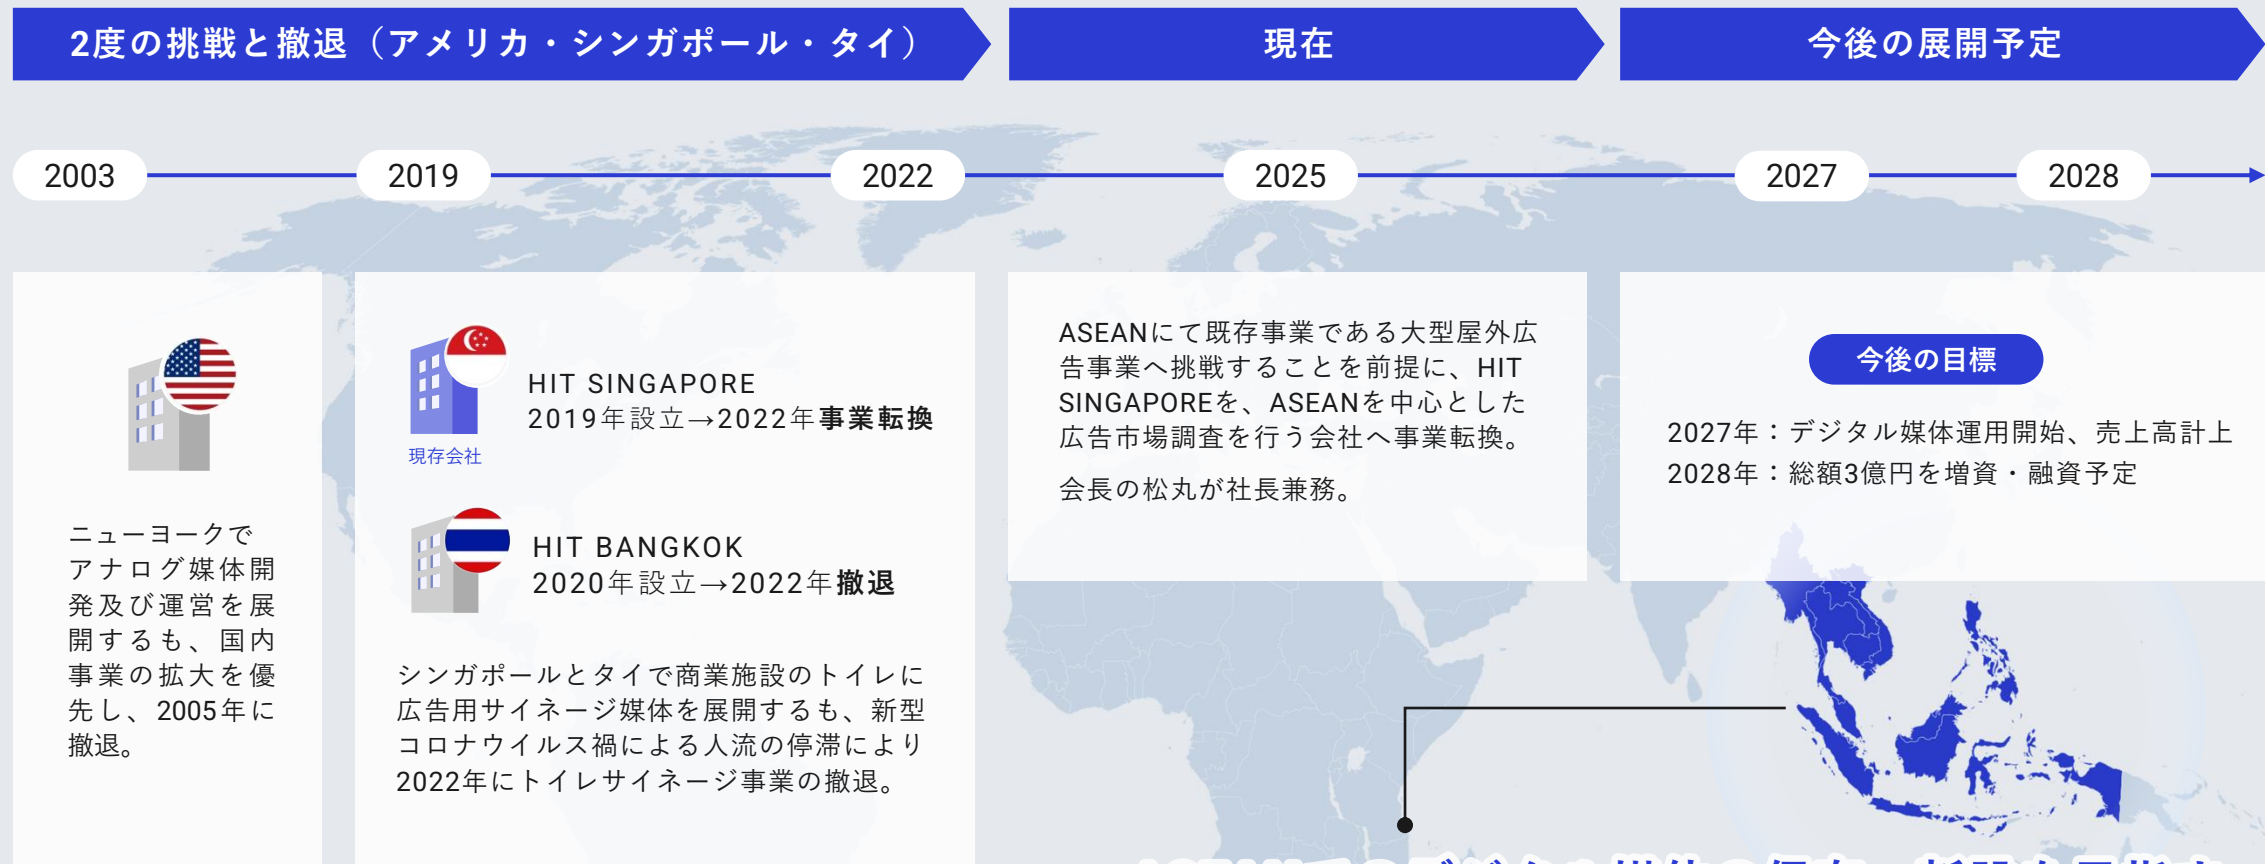 2度の挑戦と撤退（アメリカ・シンガポール・タイ）
現在
今後の展開予定
2003
2019
2022
2025
2027
2028
ニューヨークで
アナログ媒体開
発及び運営を展
開するも、国内
事業の拡大を優
先し、2005年に
撤退。
HIT SINGAPORE
2019年設立→2022年事業転換
現存会社
HIT BANGKOK
2020年設立→2022年撤退
シンガポールとタイで商業施設のトイレに
広告用サイネージ媒体を展開するも、新型
コロナウイルス禍による人流の停滞により
2022年にトイレサイネージ事業の撤退。
ASEANにて既存事業である大型屋外広
告事業へ挑戦することを前提に、HIT
SINGAPOREを、ASEANを中心とした
広告市場調査を行う会社へ事業転換。
会長の松丸が社長兼務。
今後の目標
2027年：デジタル媒体運用開始、売上高計上
2028年：総額3億円を増資・融資予定